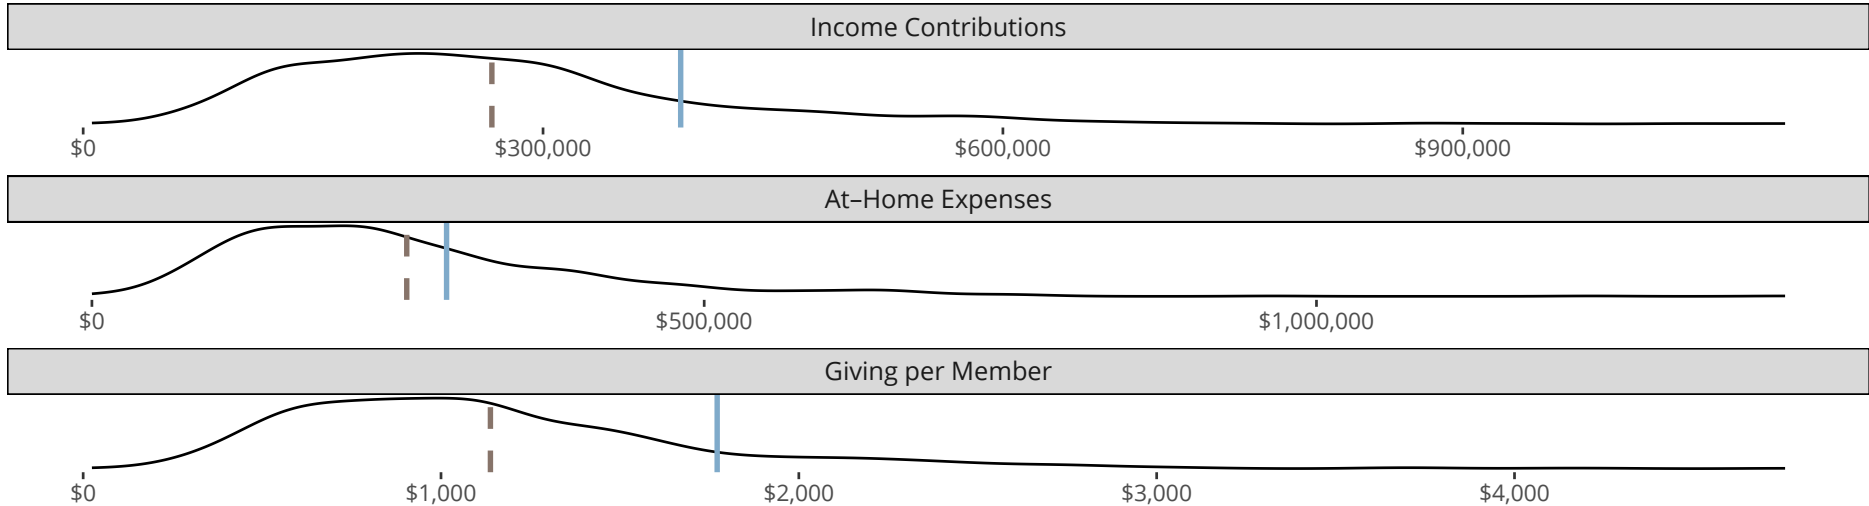 Income Contributions
$0 $300,000 $600,000 $900,000
At–Home Expenses
$0 $500,000 $1,000,000
Giving per Member
$0 $1,000 $2,000 $3,000 $4,000